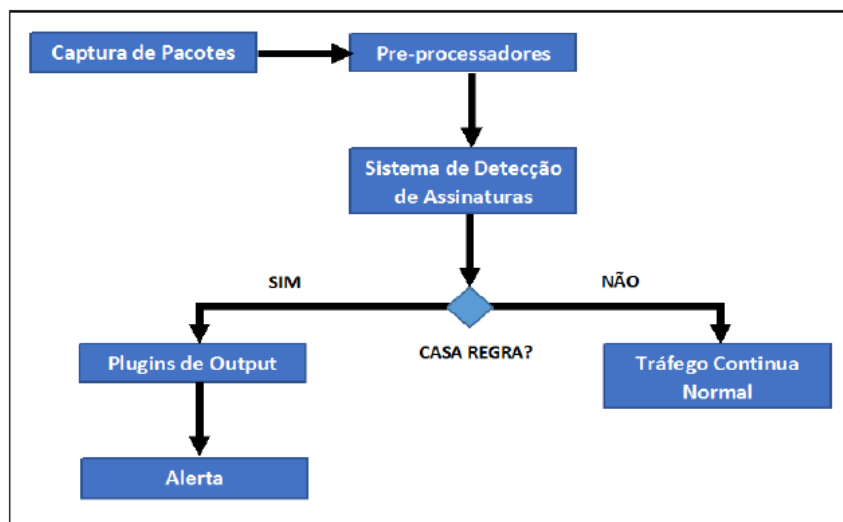 Captura de Pacotes
Pre-processadores
Sistema de Detecção
de Assinaturas
SIM
NÃO
CASA REGRA?
Plugins de Output
Tráfego Continua
Normal
Alerta